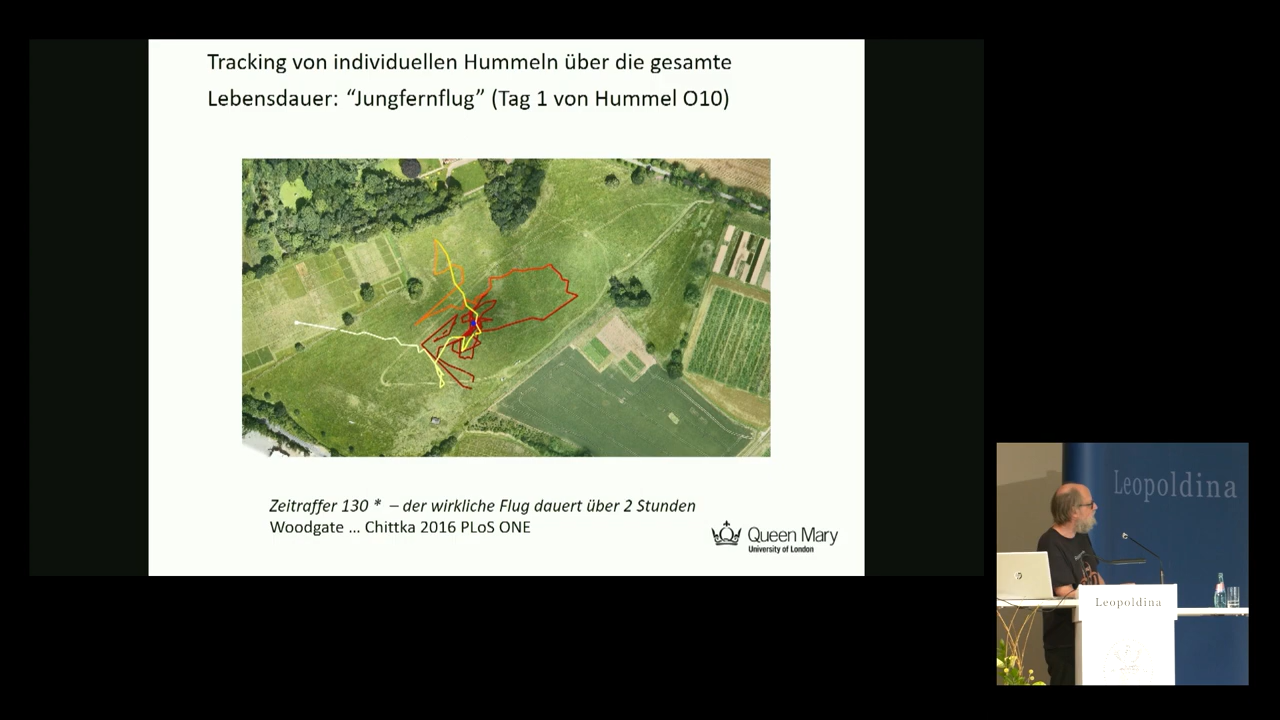 Tracking von individuellen Hummeln über die gesamte
Lebensdauer: “Jungfernflug” (Tag 1 von Hummel O10)
Zeitraffer 130 * – der wirkliche Flug dauert über 2 Stunden
Woodgate ... Chittka 2016 PLoS ONE
Queen Mary
University of London
Leopoldina
Leopoldina